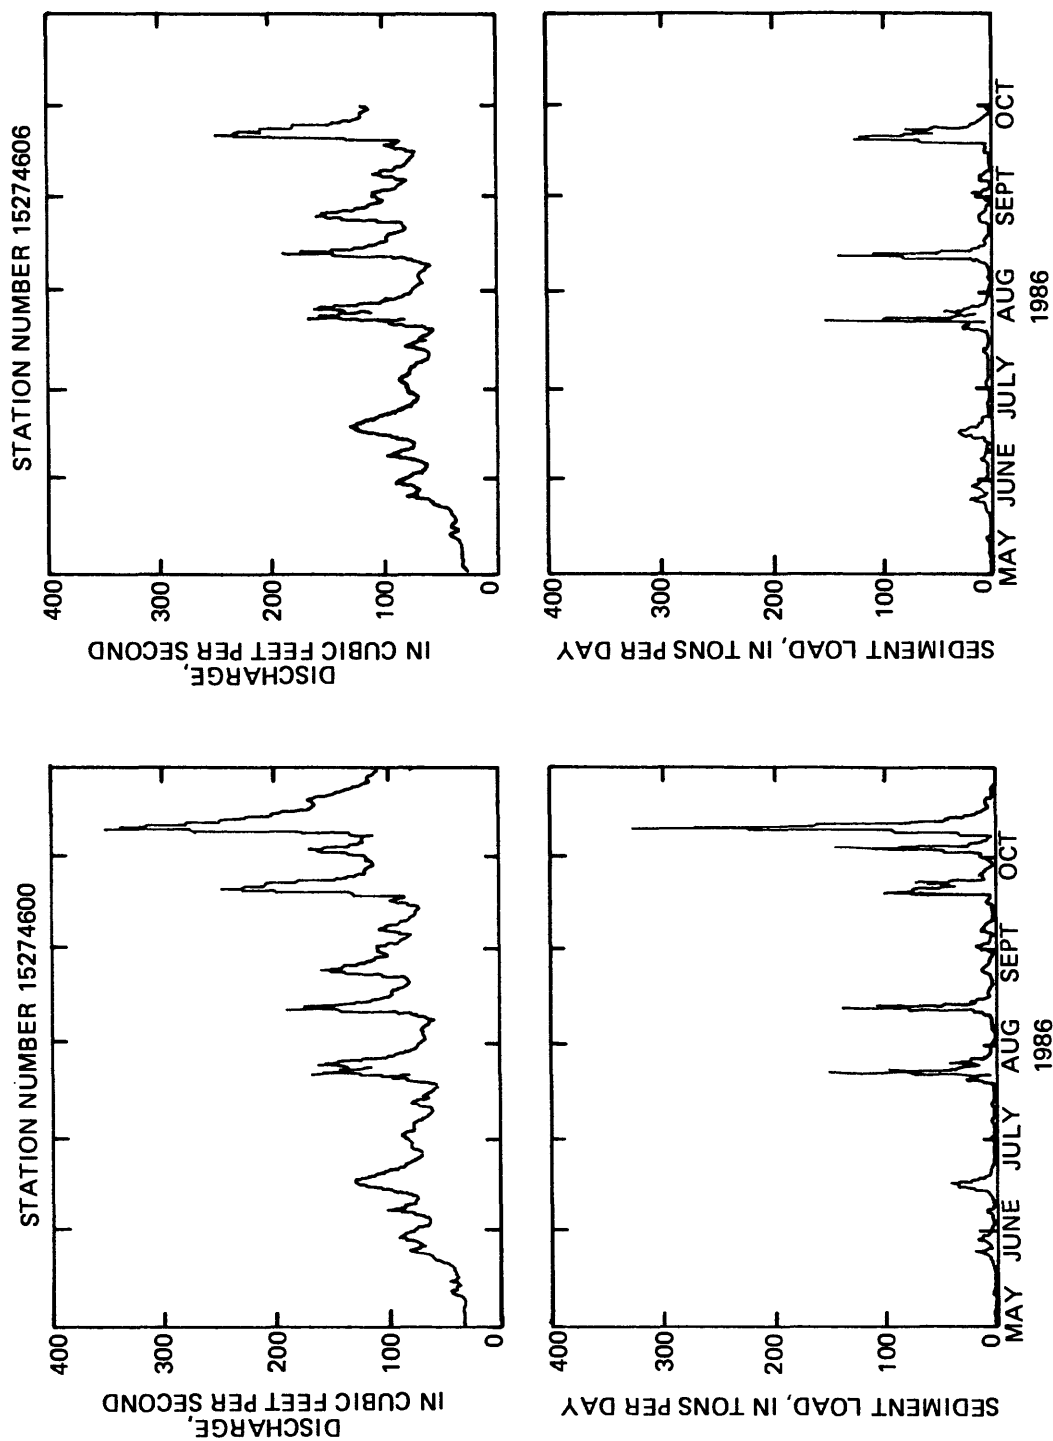 STATION NUMBER 15274600
400
300
200
100
0
DISCHARGE,
IN CUBIC FEET PER SECOND
400
300
200
100
0
SEDIMENT LOAD, IN TONS PER DAY
MAY JUNE JULY AUG SEPT OCT
1986
STATION NUMBER 15274606
400
300
200
100
0
DISCHARGE,
IN CUBIC FEET PER SECOND
400
300
200
100
0
SEDIMENT LOAD, IN TONS PER DAY
MAY JUNE JULY AUG SEPT OCT
1986